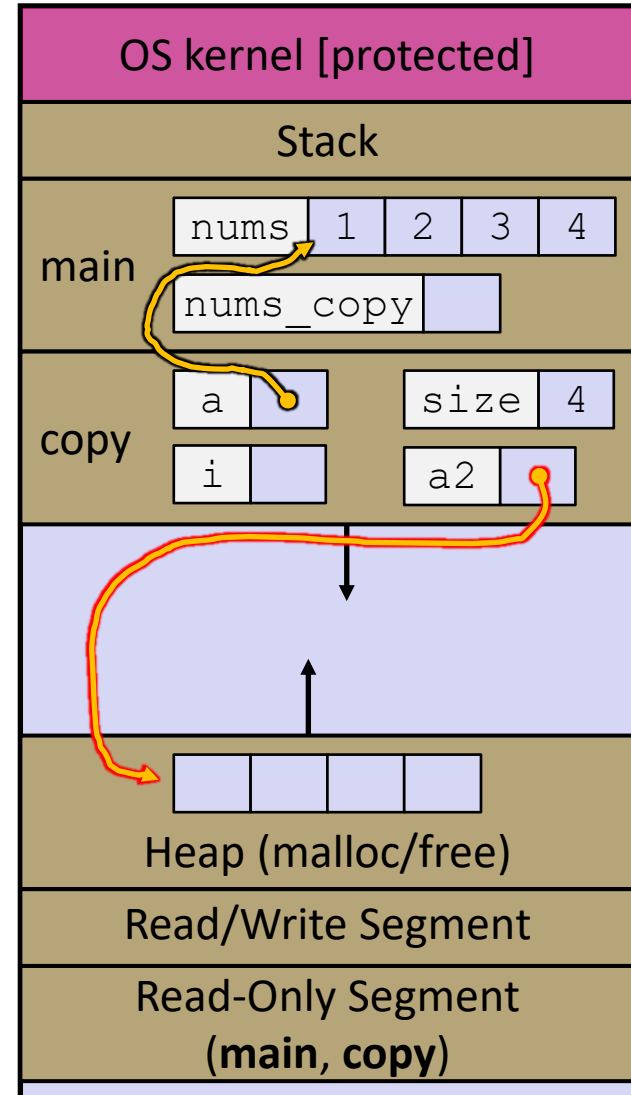 OS kernel [protected]
Stack
main
nums 1 2 3 4
nums_copy
copy
a size 4
i a2
Heap (malloc/free)
Read/Write Segment
Read-Only Segment
(main, copy)